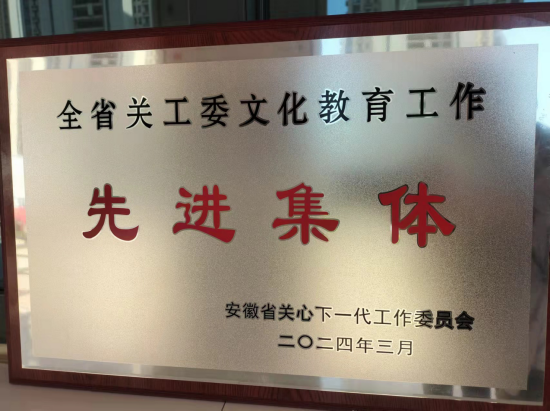 全省关工委文化教育工作
先进集体
安徽省关心下一代工作委员会
二〇二四年三月